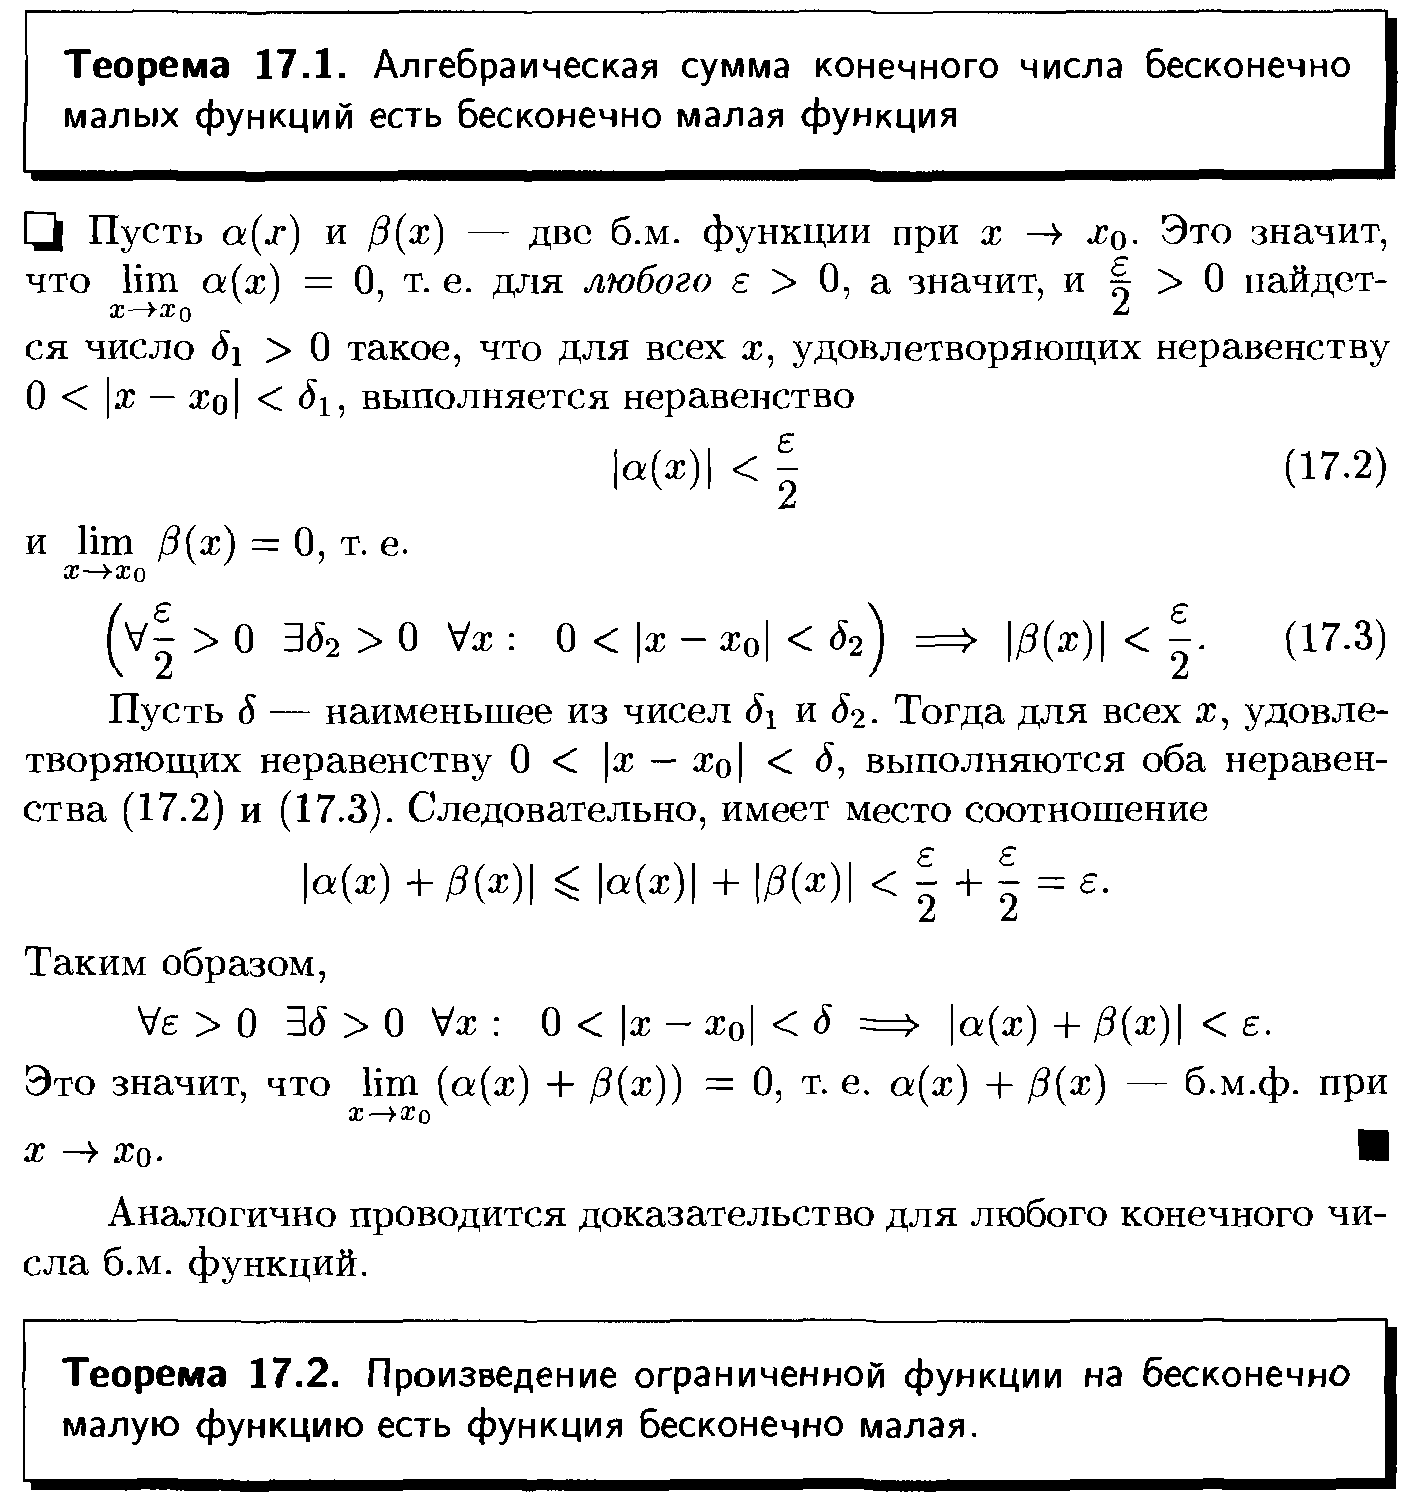 Теорема 17.1. Алгебраическая сумма конечного числа бесконечно
малых функций есть бесконечно малая функция
❏ Пусть α(x) и β(x) — две б.м. функции при x → x₀. Это значит,
что lim_{x→x₀} α(x) = 0, т. е. для любого ε > 0, а значит, и ε/2 > 0 найдет-
ся число δ₁ > 0 такое, что для всех x, удовлетворяющих неравенству
0 < |x − x₀| < δ₁, выполняется неравенство
|α(x)| < ε/2 (17.2)
и lim_{x→x₀} β(x) = 0, т. е.
(∀ε/2 > 0 ∃δ₂ > 0 ∀x : 0 < |x − x₀| < δ₂) ⟹ |β(x)| < ε/2. (17.3)
Пусть δ — наименьшее из чисел δ₁ и δ₂. Тогда для всех x, удовле-
творяющих неравенству 0 < |x − x₀| < δ, выполняются оба неравен-
ства (17.2) и (17.3). Следовательно, имеет место соотношение
|α(x) + β(x)| ⩽ |α(x)| + |β(x)| < ε/2 + ε/2 = ε.
Таким образом,
∀ε > 0 ∃δ > 0 ∀x : 0 < |x − x₀| < δ ⟹ |α(x) + β(x)| < ε.
Это значит, что lim_{x→x₀} (α(x) + β(x)) = 0, т. е. α(x) + β(x) — б.м.ф. при
x → x₀. ■
Аналогично проводится доказательство для любого конечного чи-
сла б.м. функций.
Теорема 17.2. Произведение ограниченной функции на бесконечно
малую функцию есть функция бесконечно малая.